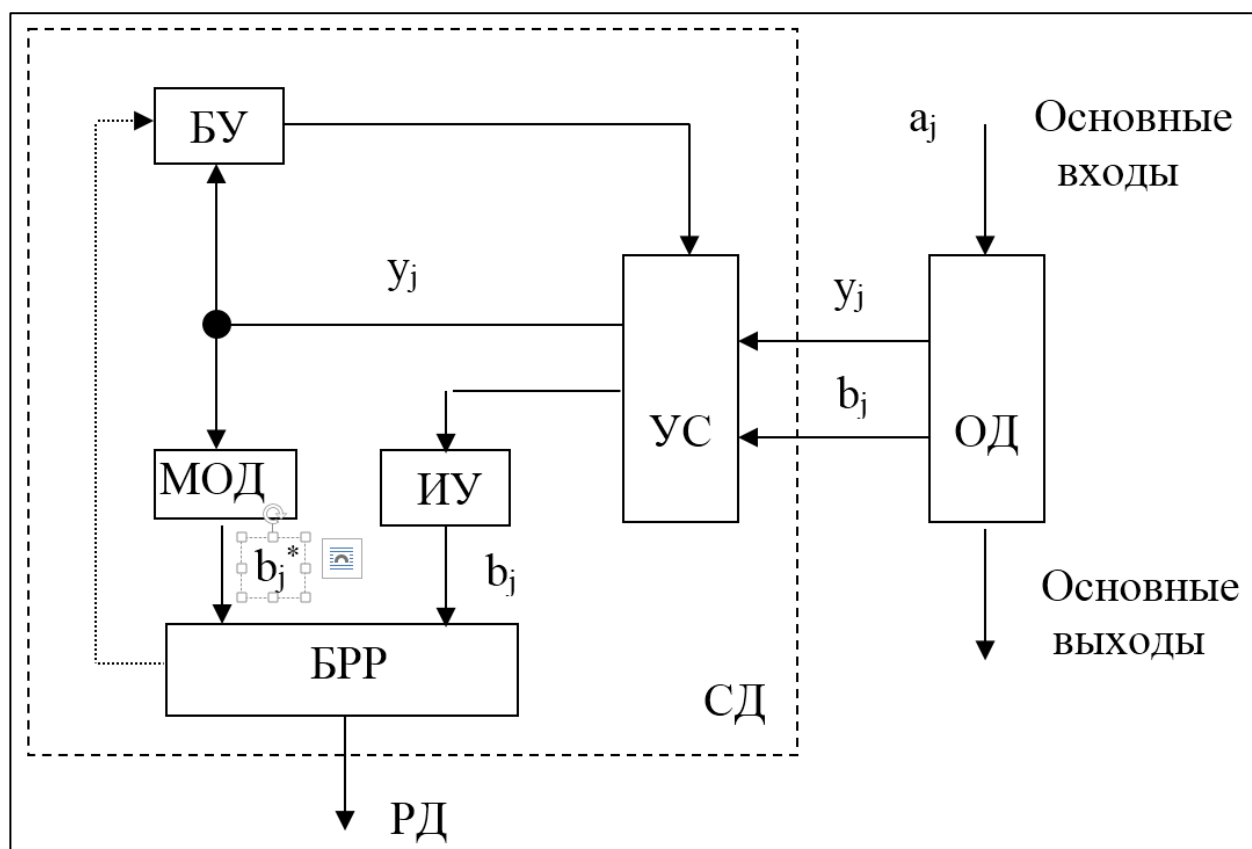 БУ
aj
Основные
входы
yj
yj
bj
УС
ОД
МОД
ИУ
bj*
bj
Основные
выходы
БРР
СД
РД